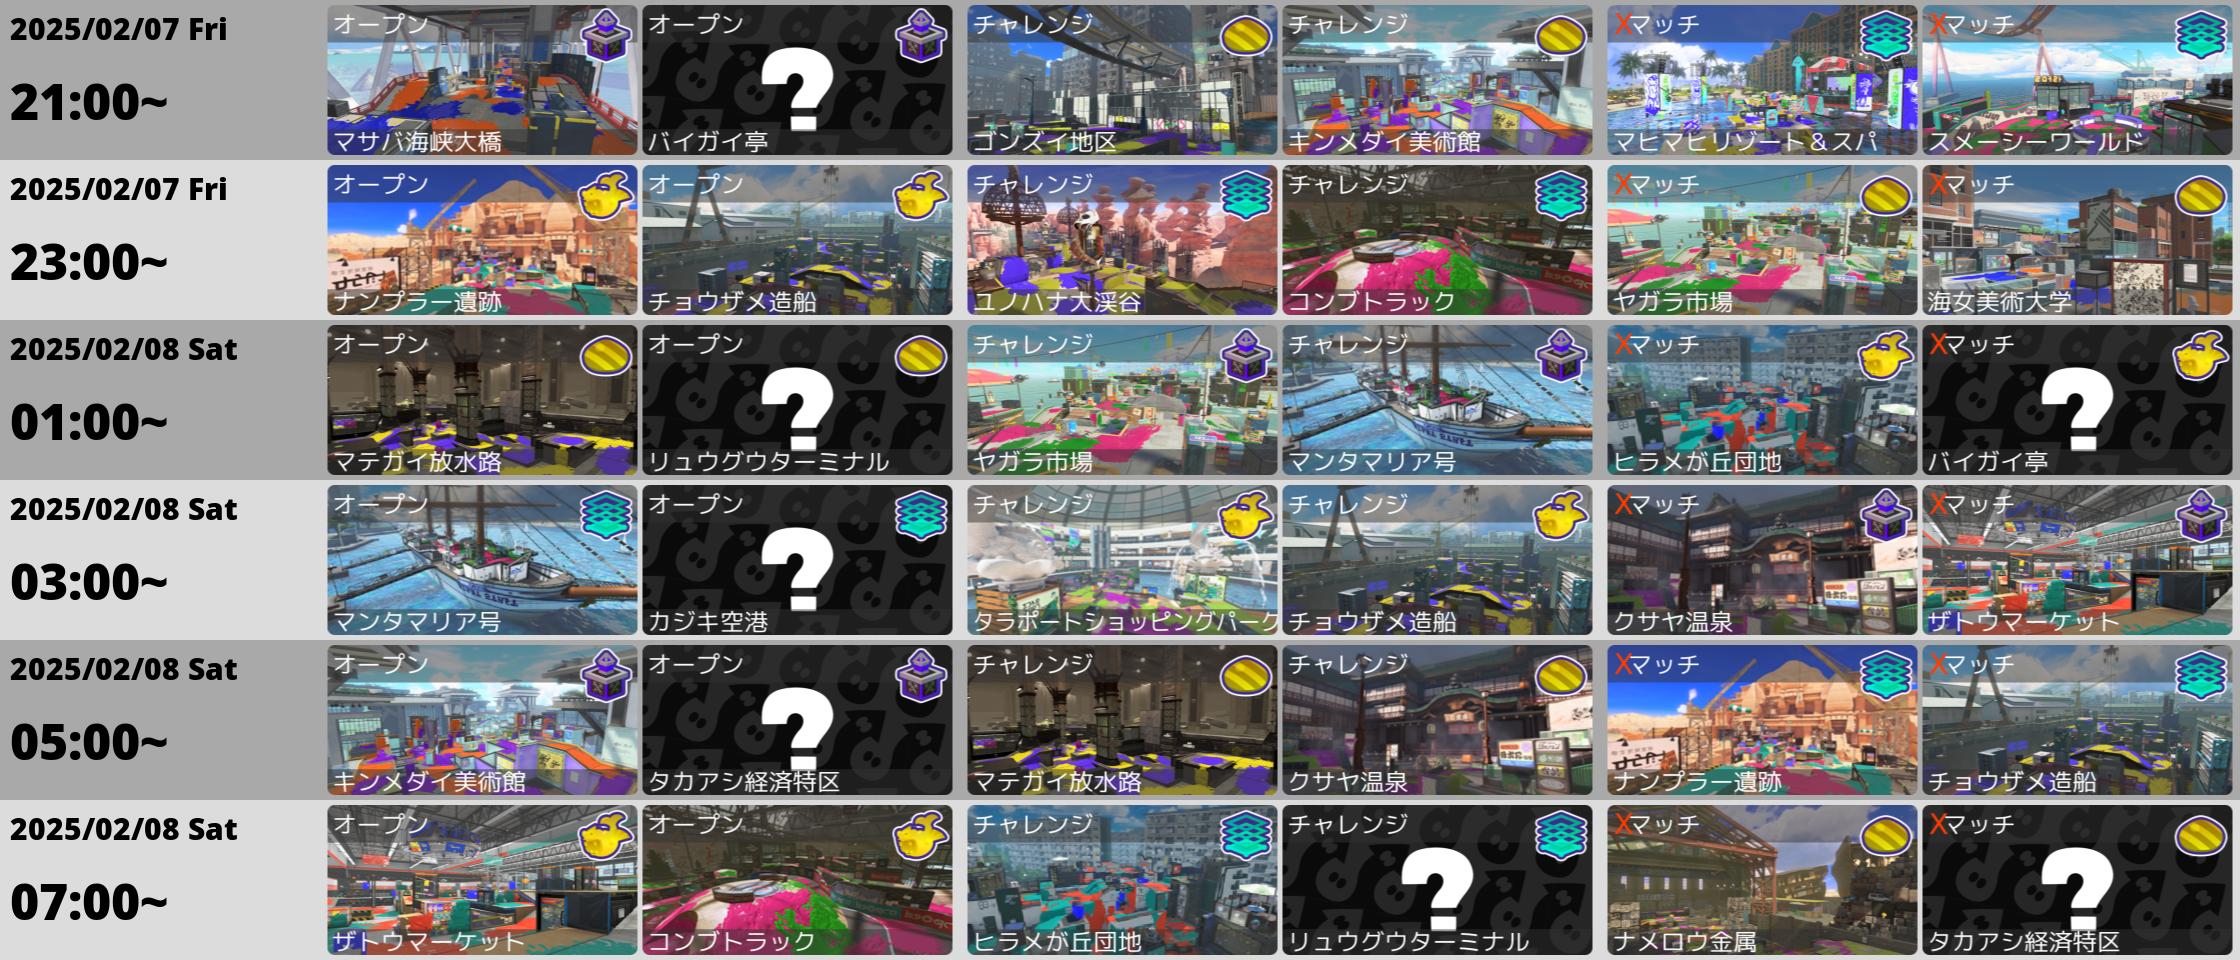 2025/02/07 Fri
21:00~
オープン
マサバ海峡大橋
オープン
バイガイ亭
チャレンジ
ゴンズイ地区
チャレンジ
キンメダイ美術館
Xマッチ
マヒマヒリゾート＆スパ
Xマッチ
スメーシーワールド
2025/02/07 Fri
23:00~
オープン
ナンプラー遺跡
オープン
チョウザメ造船
チャレンジ
ユノハナ大渓谷
チャレンジ
コンブトラック
Xマッチ
ヤガラ市場
Xマッチ
海女美術大学
2025/02/08 Sat
01:00~
オープン
マテガイ放水路
オープン
リュウグウターミナル
チャレンジ
ヤガラ市場
チャレンジ
マンタマリア号
Xマッチ
ヒラメが丘団地
Xマッチ
バイガイ亭
2025/02/08 Sat
03:00~
オープン
マンタマリア号
オープン
カジキ空港
チャレンジ
タラポートショッピングパーク
チャレンジ
チョウザメ造船
Xマッチ
クサヤ温泉
Xマッチ
ザトウマーケット
2025/02/08 Sat
05:00~
オープン
キンメダイ美術館
オープン
タカアシ経済特区
チャレンジ
マテガイ放水路
チャレンジ
クサヤ温泉
Xマッチ
ナンプラー遺跡
Xマッチ
チョウザメ造船
2025/02/08 Sat
07:00~
オープン
ザトウマーケット
オープン
コンブトラック
チャレンジ
ヒラメが丘団地
チャレンジ
リュウグウターミナル
Xマッチ
ナメロウ金属
Xマッチ
タカアシ経済特区